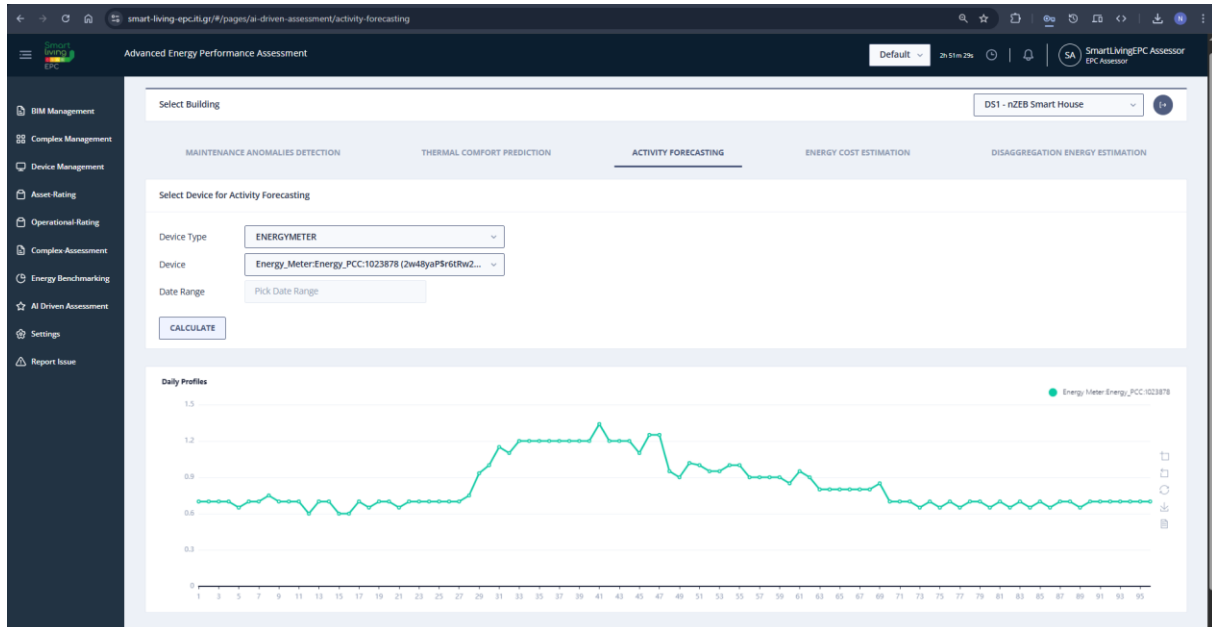 smart-living-epc.iti.gr/#/pages/ai-driven-assessment/activity-forecasting
N
Smart
living
EPC
Advanced Energy Performance Assessment
Default
2h 51m 29s
SA
SmartLivingEPC Assessor
EPC Assessor
BIM Management
Complex Management
Device Management
Asset-Rating
Operational-Rating
Complex-Assessment
Energy Benchmarking
AI Driven Assessment
Settings
Report Issue
Select Building
DS1 - nZEB Smart House
MAINTENANCE ANOMALIES DETECTION THERMAL COMFORT PREDICTION ACTIVITY FORECASTING ENERGY COST ESTIMATION DISAGGREGATION ENERGY ESTIMATION
Select Device for Activity Forecasting
Device Type ENERGYMETER
Device Energy_Meter:Energy_PCC:1023878 (2w48yaP$r6tRw2...
Date Range Pick Date Range
CALCULATE
Daily Profiles
Energy Meter:Energy_PCC:1023878
1.5
1.2
0.9
0.6
0.3
0
1 3 5 7 9 11 13 15 17 19 21 23 25 27 29 31 33 35 37 39 41 43 45 47 49 51 53 55 57 59 61 63 65 67 69 71 73 75 77 79 81 83 85 87 89 91 93 95